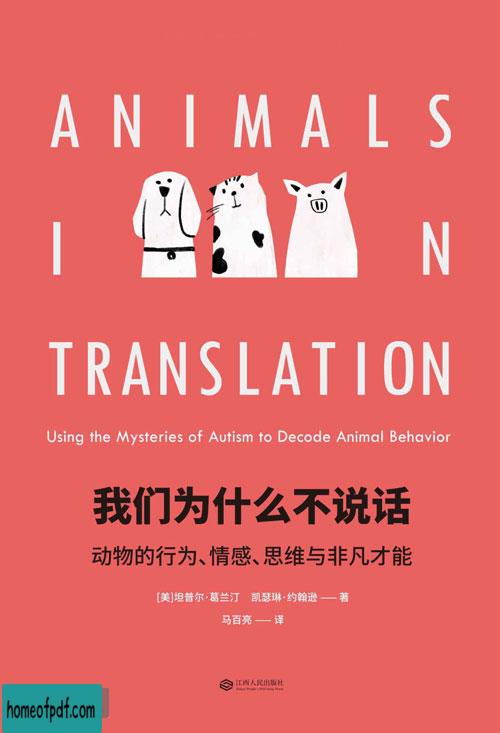 ANIMALS
IN
TRANSLATION
Using the Mysteries of Autism to Decode Animal Behavior
我们为什么不说话
动物的行为、情感、思维与非凡才能
[美]坦普尔·葛兰汀 凯瑟琳·约翰逊 — 著
马百亮 — 译
江西人民出版社
homeofpdf.com